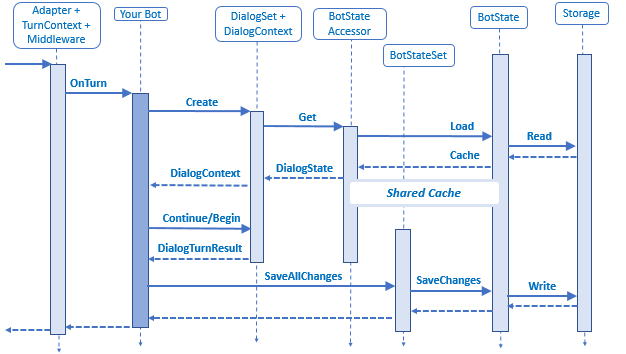 Adapter +
TurnContext +
Middleware
Your Bot
DialogSet +
DialogContext
BotState
Accessor
BotStateSet
BotState
Storage
OnTurn
Create
Get
Load
Read
Cache
DialogState
DialogContext
Shared Cache
Continue/Begin
DialogTurnResult
SaveAllChanges
SaveChanges
Write